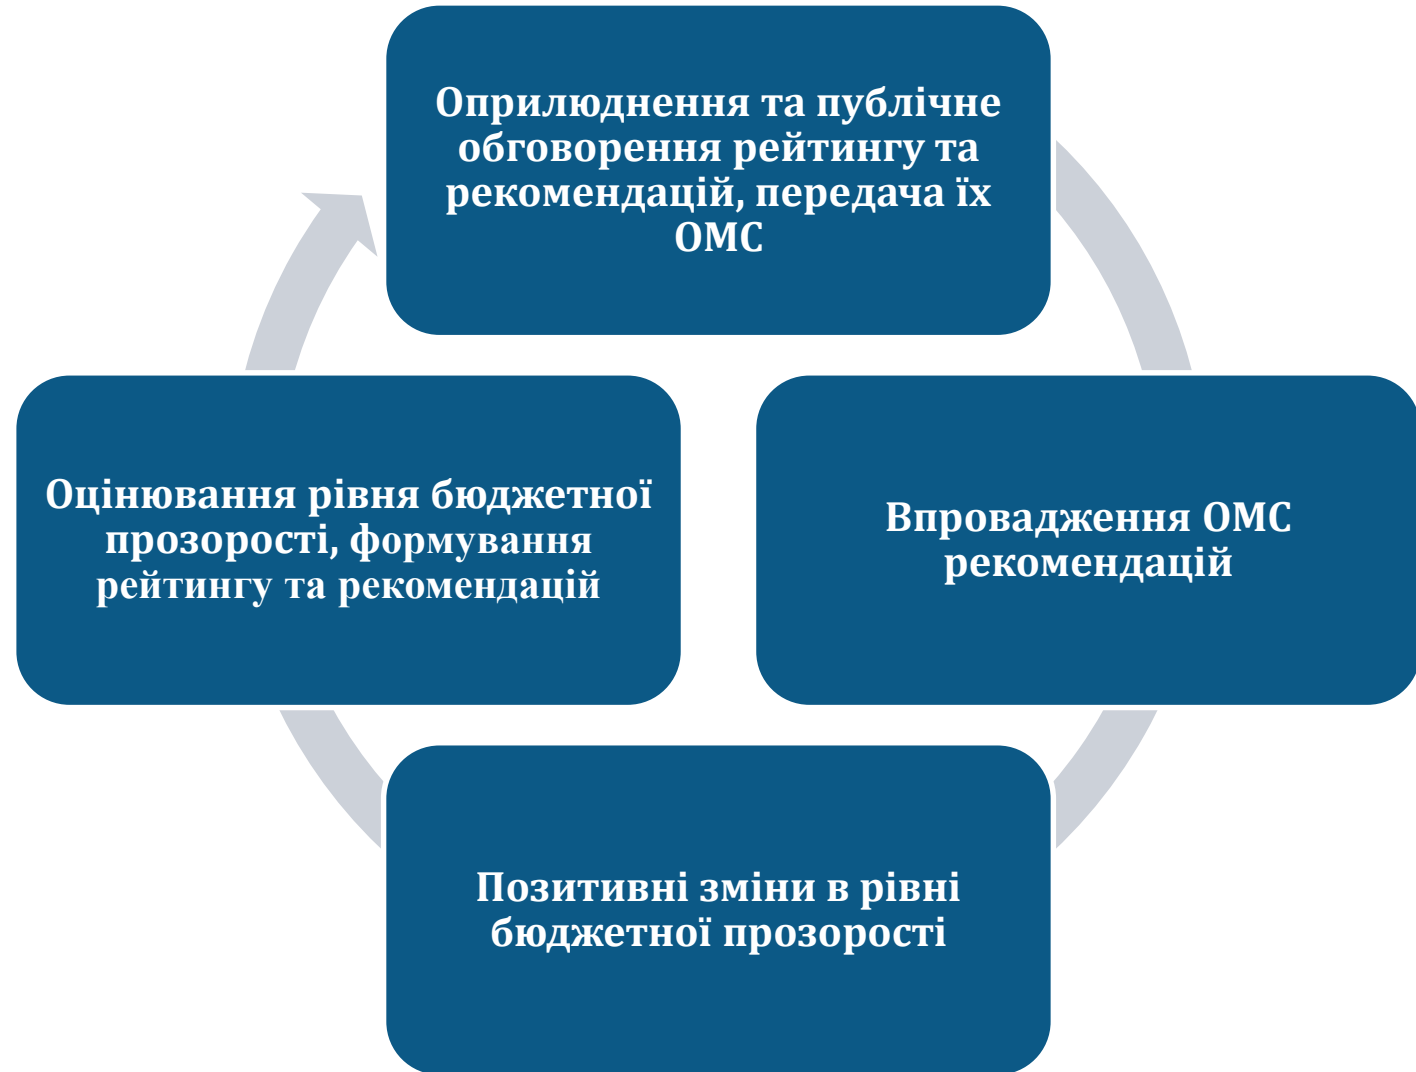 Оприлюднення та публічне
обговорення рейтингу та
рекомендацій, передача їх
ОМС
Оцінювання рівня бюджетної
прозорості, формування
рейтингу та рекомендацій
Впровадження ОМС
рекомендацій
Позитивні зміни в рівні
бюджетної прозорості